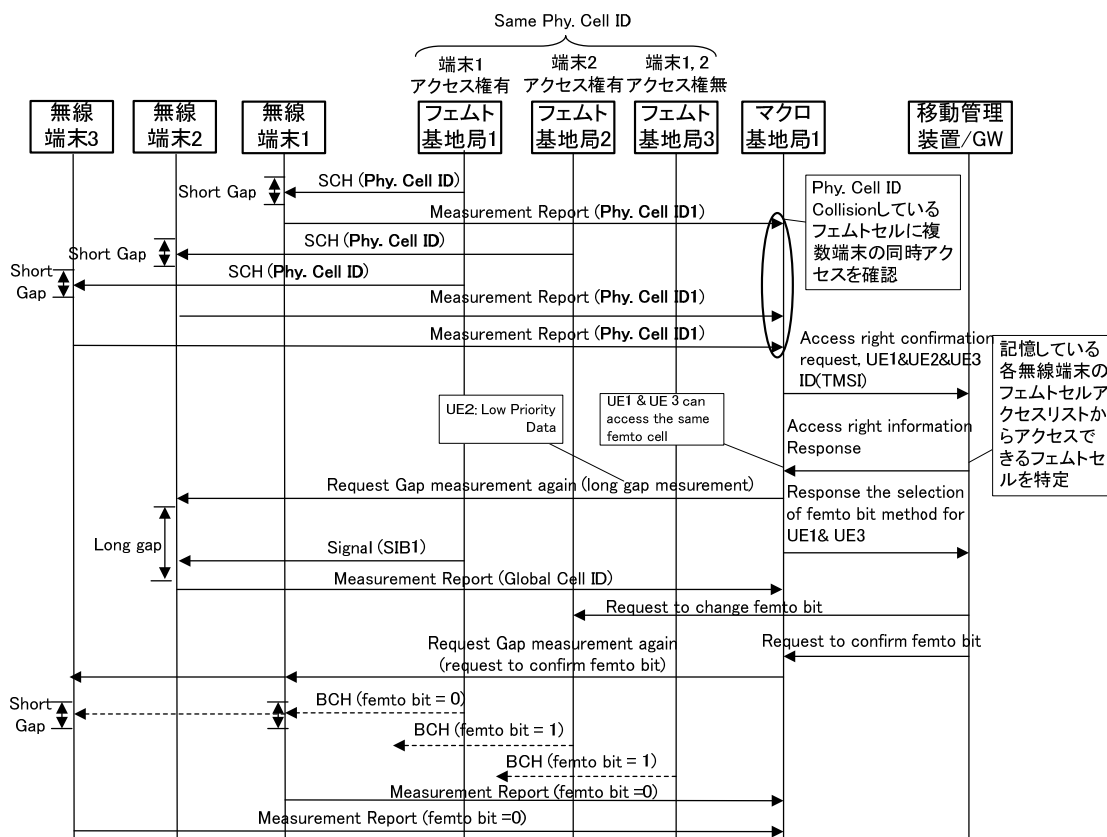 Same Phy. Cell ID
端末1
アクセス権有
端末2
アクセス権有
端末1, 2
アクセス権無
無線
端末3
無線
端末2
無線
端末1
フェムト
基地局1
フェムト
基地局2
フェムト
基地局3
マクロ
基地局1
移動管理
装置/GW
Short Gap
SCH (Phy. Cell ID)
Measurement Report (Phy. Cell ID1)
Phy. Cell ID
Collisionしている
フェムトセルに複
数端末の同時アク
セスを確認
Short Gap
SCH (Phy. Cell ID)
Short
Gap
SCH (Phy. Cell ID)
Measurement Report (Phy. Cell ID1)
Measurement Report (Phy. Cell ID1)
Access right confirmation
request, UE1&UE2&UE3
ID(TMSI)
記憶している
各無線端末の
フェムトセルア
クセスリストか
らアクセスで
きるフェムトセ
ルを特定
UE2: Low Priority
Data
UE1 & UE 3 can
access the same
femto cell
Access right information
Response
Request Gap measurement again (long gap mesurement)
Response the selection
of femto bit method for
UE1& UE3
Long gap
Signal (SIB1)
Measurement Report (Global Cell ID)
Request to change femto bit
Request to confirm femto bit
Request Gap measurement again
(request to confirm femto bit)
Short
Gap
BCH (femto bit = 0)
BCH (femto bit = 1)
BCH (femto bit = 1)
Measurement Report (femto bit =0)
Measurement Report (femto bit =0)